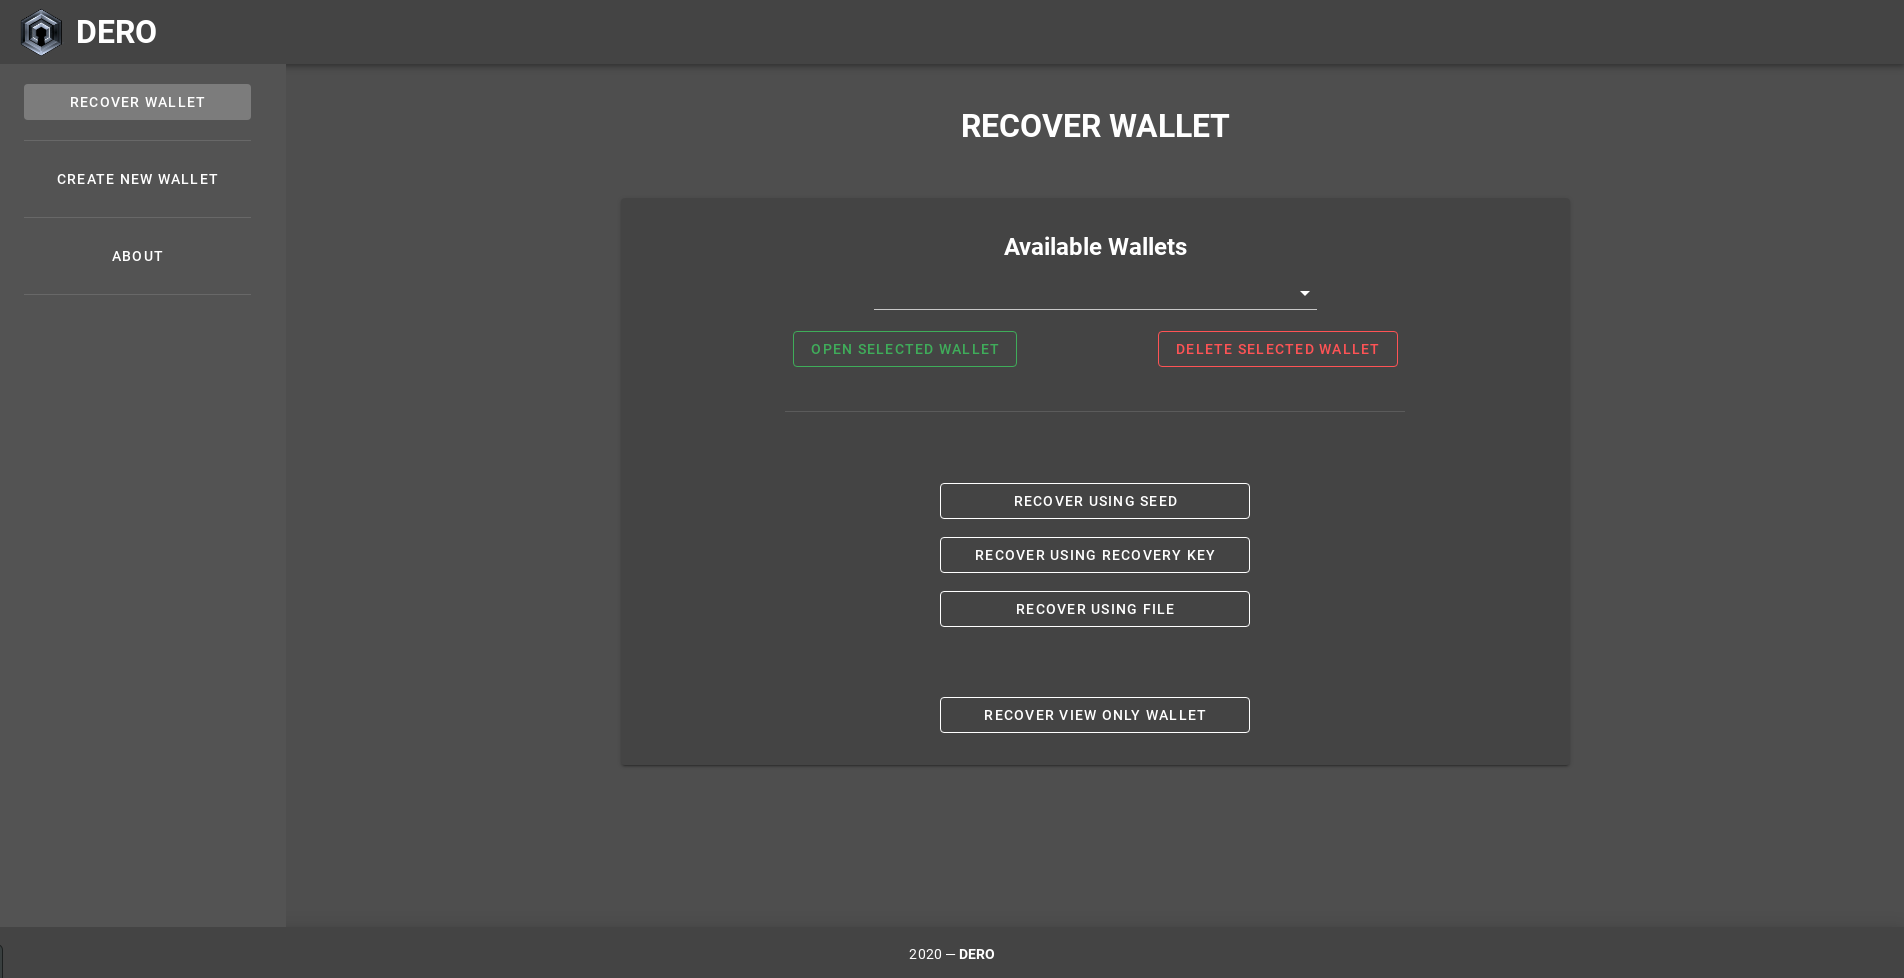 DERO
RECOVER WALLET
CREATE NEW WALLET
ABOUT
RECOVER WALLET
Available Wallets
OPEN SELECTED WALLET
DELETE SELECTED WALLET
RECOVER USING SEED
RECOVER USING RECOVERY KEY
RECOVER USING FILE
RECOVER VIEW ONLY WALLET
2020 — DERO